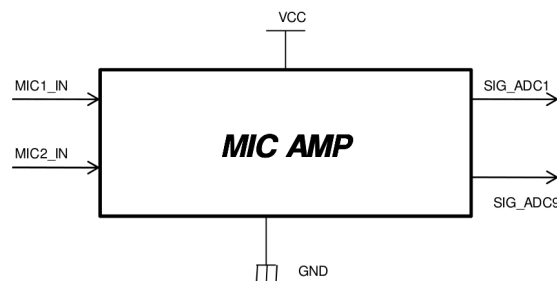 VCC
MIC1_IN
SIG_ADC1
MIC AMP
MIC2_IN
SIG_ADC9
GND